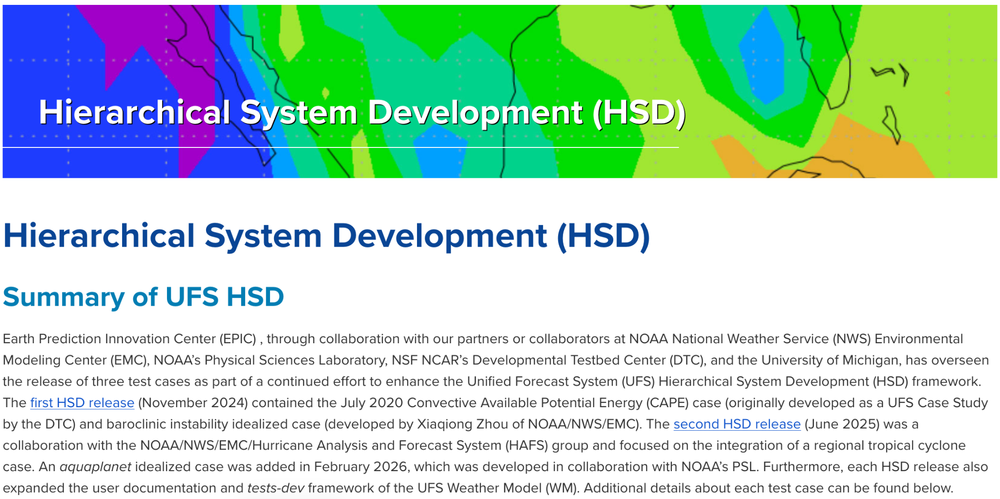 Hierarchical System Development (HSD)
Hierarchical System Development (HSD)
Summary of UFS HSD
Earth Prediction Innovation Center (EPIC) , through collaboration with our partners or collaborators at NOAA National Weather Service (NWS) Environmental
Modeling Center (EMC), NOAA’s Physical Sciences Laboratory, NSF NCAR’s Developmental Testbed Center (DTC), and the University of Michigan, has overseen
the release of three test cases as part of a continued effort to enhance the Unified Forecast System (UFS) Hierarchical System Development (HSD) framework.
The first HSD release (November 2024) contained the July 2020 Convective Available Potential Energy (CAPE) case (originally developed as a UFS Case Study
by the DTC) and baroclinic instability idealized case (developed by Xiaqiong Zhou of NOAA/NWS/EMC). The second HSD release (June 2025) was a
collaboration with the NOAA/NWS/EMC/Hurricane Analysis and Forecast System (HAFS) group and focused on the integration of a regional tropical cyclone
case. An aquaplanet idealized case was added in February 2026, which was developed in collaboration with NOAA’s PSL. Furthermore, each HSD release also
expanded the user documentation and tests-dev framework of the UFS Weather Model (WM). Additional details about each test case can be found below.